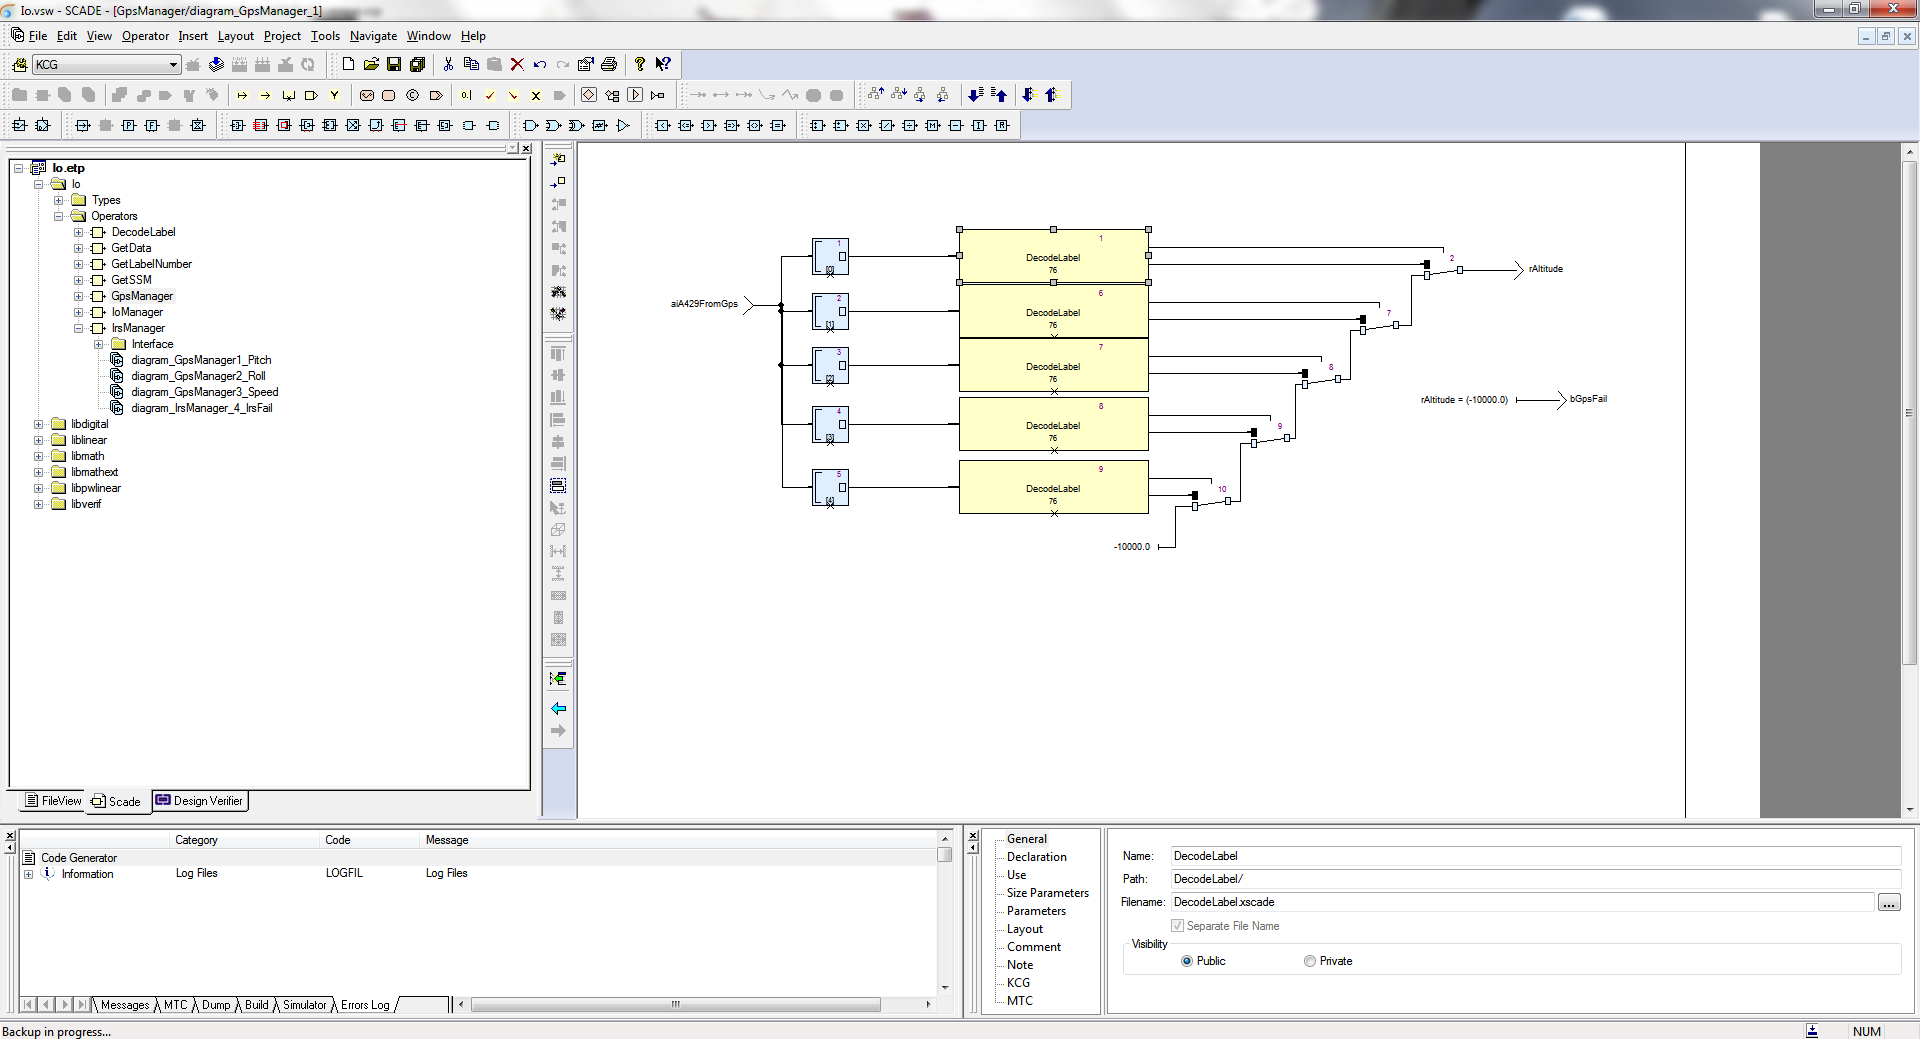 Io.vsw - SCADE - [GpsManager/diagram_GpsManager_1]
File Edit View Operator Insert Layout Project Tools Navigate Window Help
KCG
Io.etp
Io
Types
Operators
DecodeLabel
GetData
GetLabelNumber
GetSSM
GpsManager
IoManager
IrsManager
Interface
diagram_GpsManager1_Pitch
diagram_GpsManager2_Roll
diagram_GpsManager3_Speed
diagram_IrsManager_4_IrsFail
libdigital
liblinear
libmath
libmathext
libpwlinear
libverif
FileView Scade Design Verifier
aiA429FromGps
1
[0]
2
[1]
3
[2]
4
[3]
5
[4]
1
DecodeLabel
76
6
DecodeLabel
76
7
DecodeLabel
76
8
DecodeLabel
76
9
DecodeLabel
76
2
7
8
9
10
rAltitude
rAltitude = (-10000.0)
bGpsFail
-10000.0
Category Code Message
Code Generator
Information Log Files LOGFIL Log Files
Messages MTC Dump Build Simulator Errors Log
General
Declaration
Use
Size Parameters
Parameters
Layout
Comment
Note
KCG
MTC
Name: DecodeLabel
Path: DecodeLabel/
Filename: DecodeLabel.xscade ...
Separate File Name
Visibility
Public Private
Backup in progress...
NUM